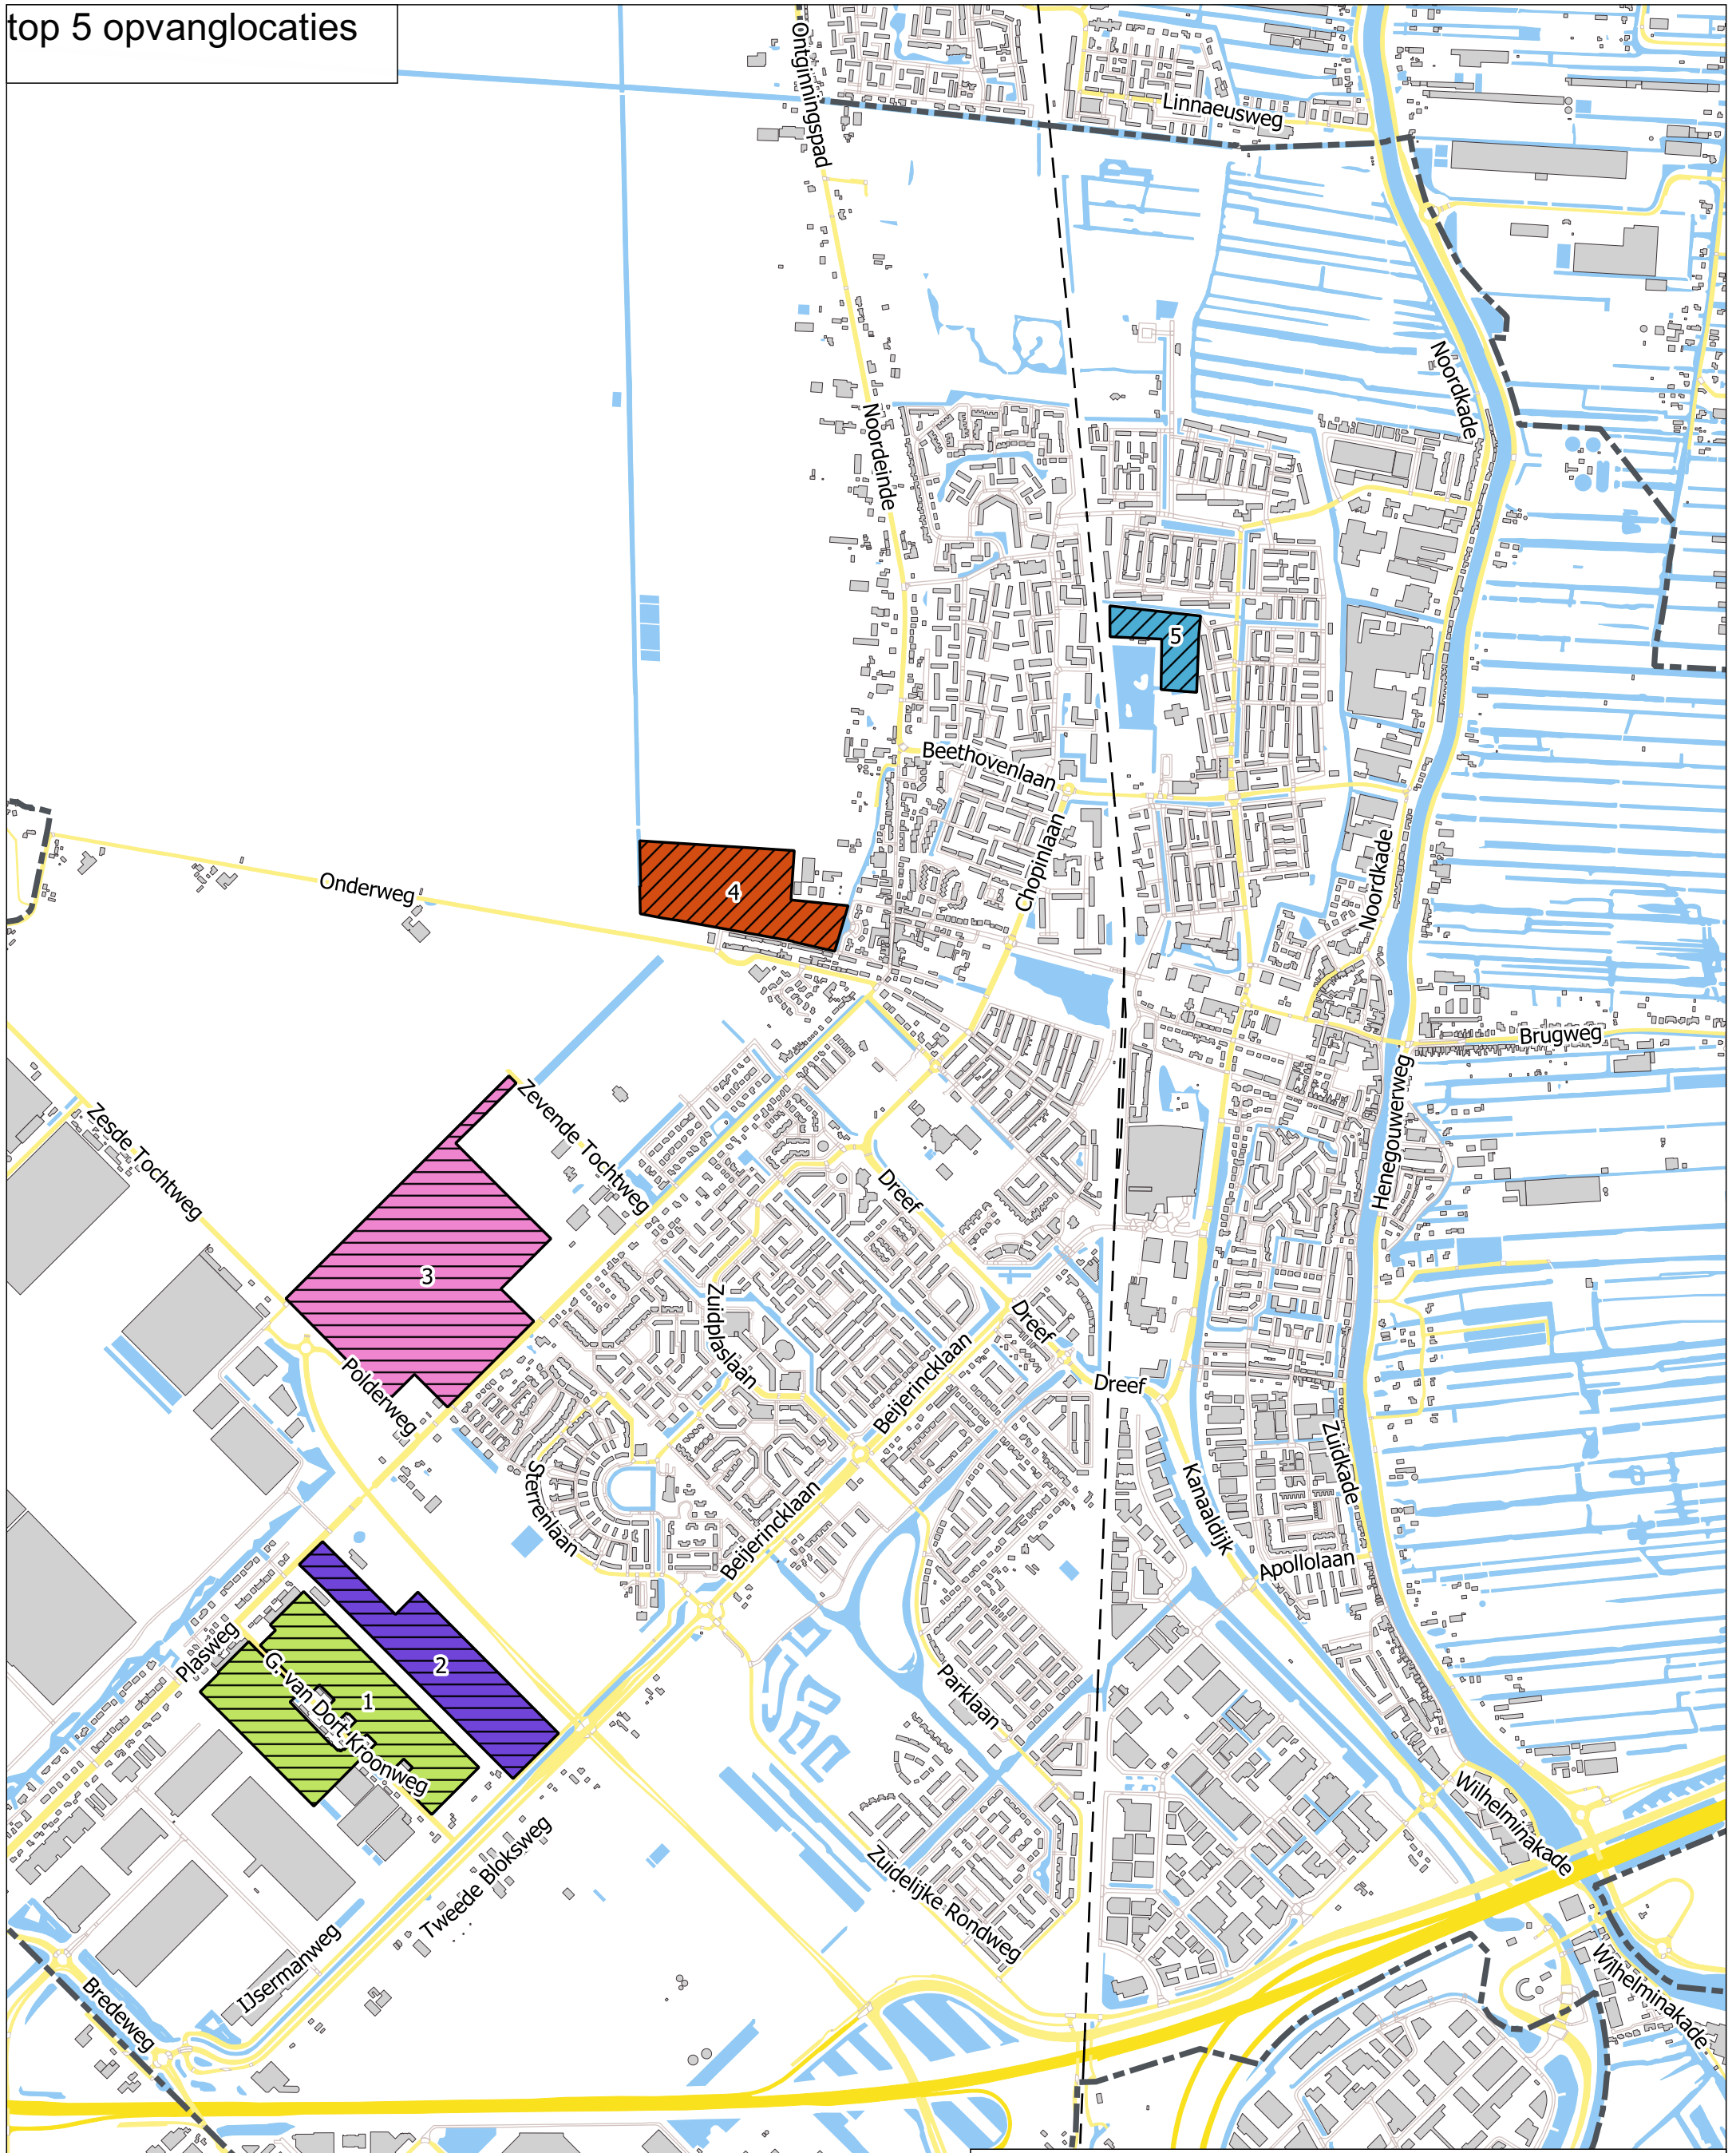 top 5 opvanglocaties
Ontginningspad
Linnaeusweg
Noordkade
Noordeinde
5
Beethovenlaan
Chopinlaan
Noordkade
Onderweg
4
Brugweg
Henegouwerweg
Zevende Tochtweg
Zesde Tochtweg
Dreef
3
Zuidplaslaan
Dreef
Beijerincklaan
Dreef
Polderweg
Zuidkade
Sterrenlaan
Kanaaldijk
Beijerincklaan
Apollolaan
Plasweg
2
G. van Dort Kroonweg
1
Parklaan
Wilhelminakade
Tweede Bloksweg
Zuidelijke Rondweg
IJsermanweg
Bredeweg
Wilhelminakade